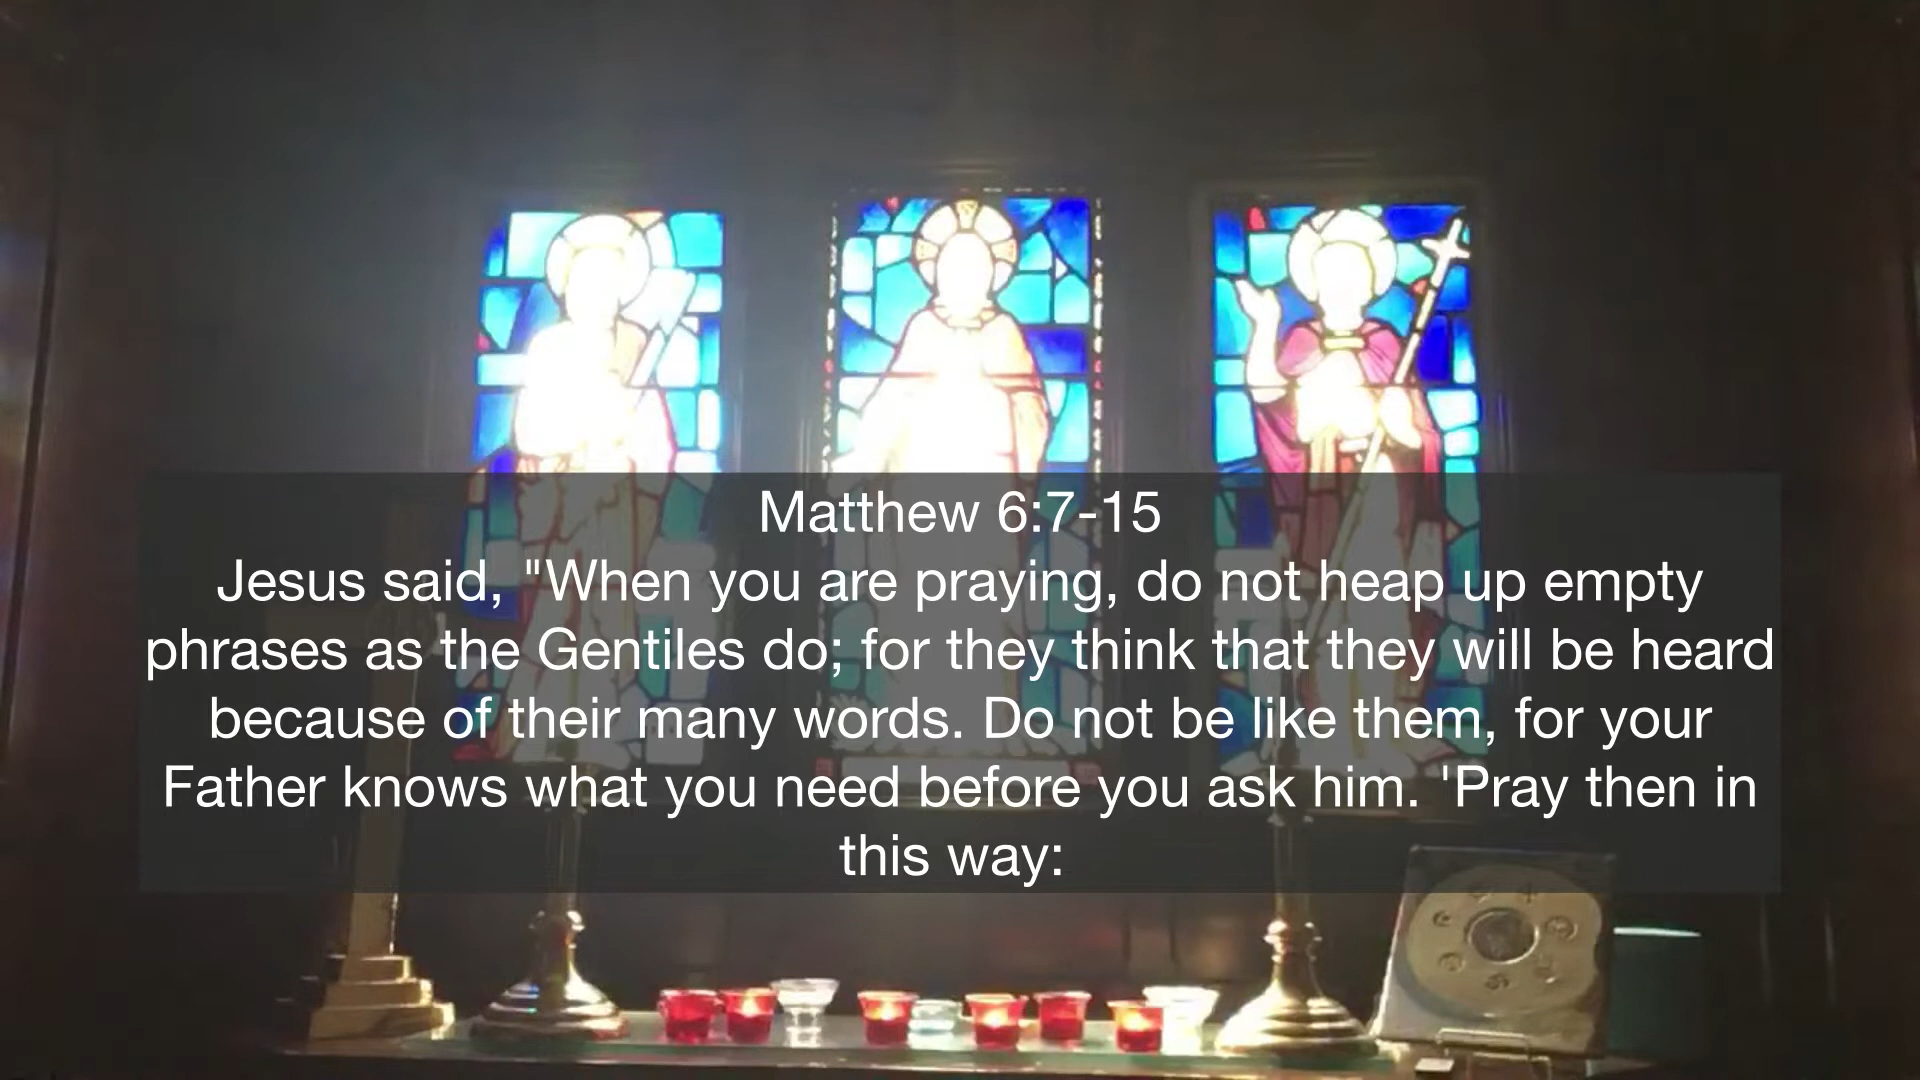 Matthew 6:7-15
Jesus said, "When you are praying, do not heap up empty
phrases as the Gentiles do; for they think that they will be heard
because of their many words. Do not be like them, for your
Father knows what you need before you ask him. 'Pray then in
this way: